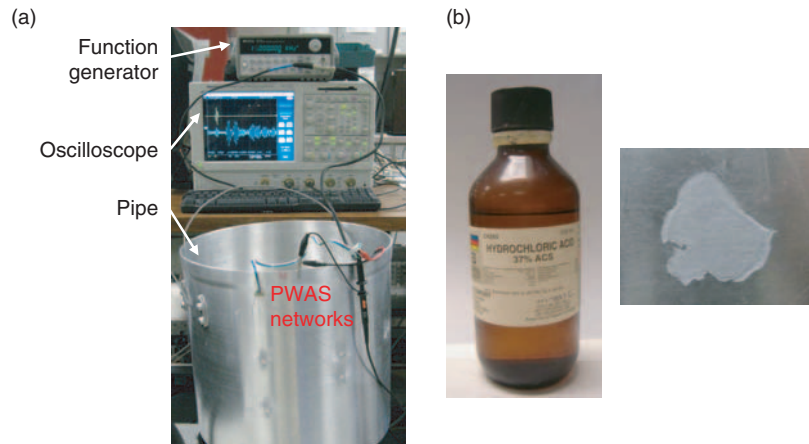 (a)
Function
generator
Oscilloscope
Pipe
PWAS
networks
(b)
HYDROCHLORIC ACID
37% ACS